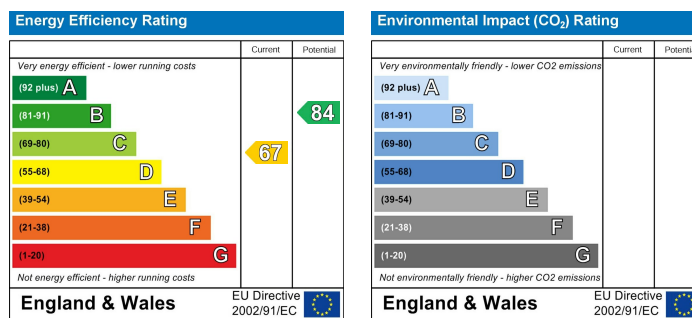 Energy Efficiency Rating
Current Potential
Very energy efficient - lower running costs
(92 plus) A
(81-91) B
84
(69-80) C
67
(55-68) D
(39-54) E
(21-38) F
(1-20) G
Not energy efficient - higher running costs
England & Wales
EU Directive
2002/91/EC
Environmental Impact (CO₂) Rating
Current Potenti
Very environmentally friendly - lower CO2 emissions
(92 plus) A
(81-91) B
(69-80) C
(55-68) D
(39-54) E
(21-38) F
(1-20) G
Not environmentally friendly - higher CO2 emissions
England & Wales
EU Directive
2002/91/EC